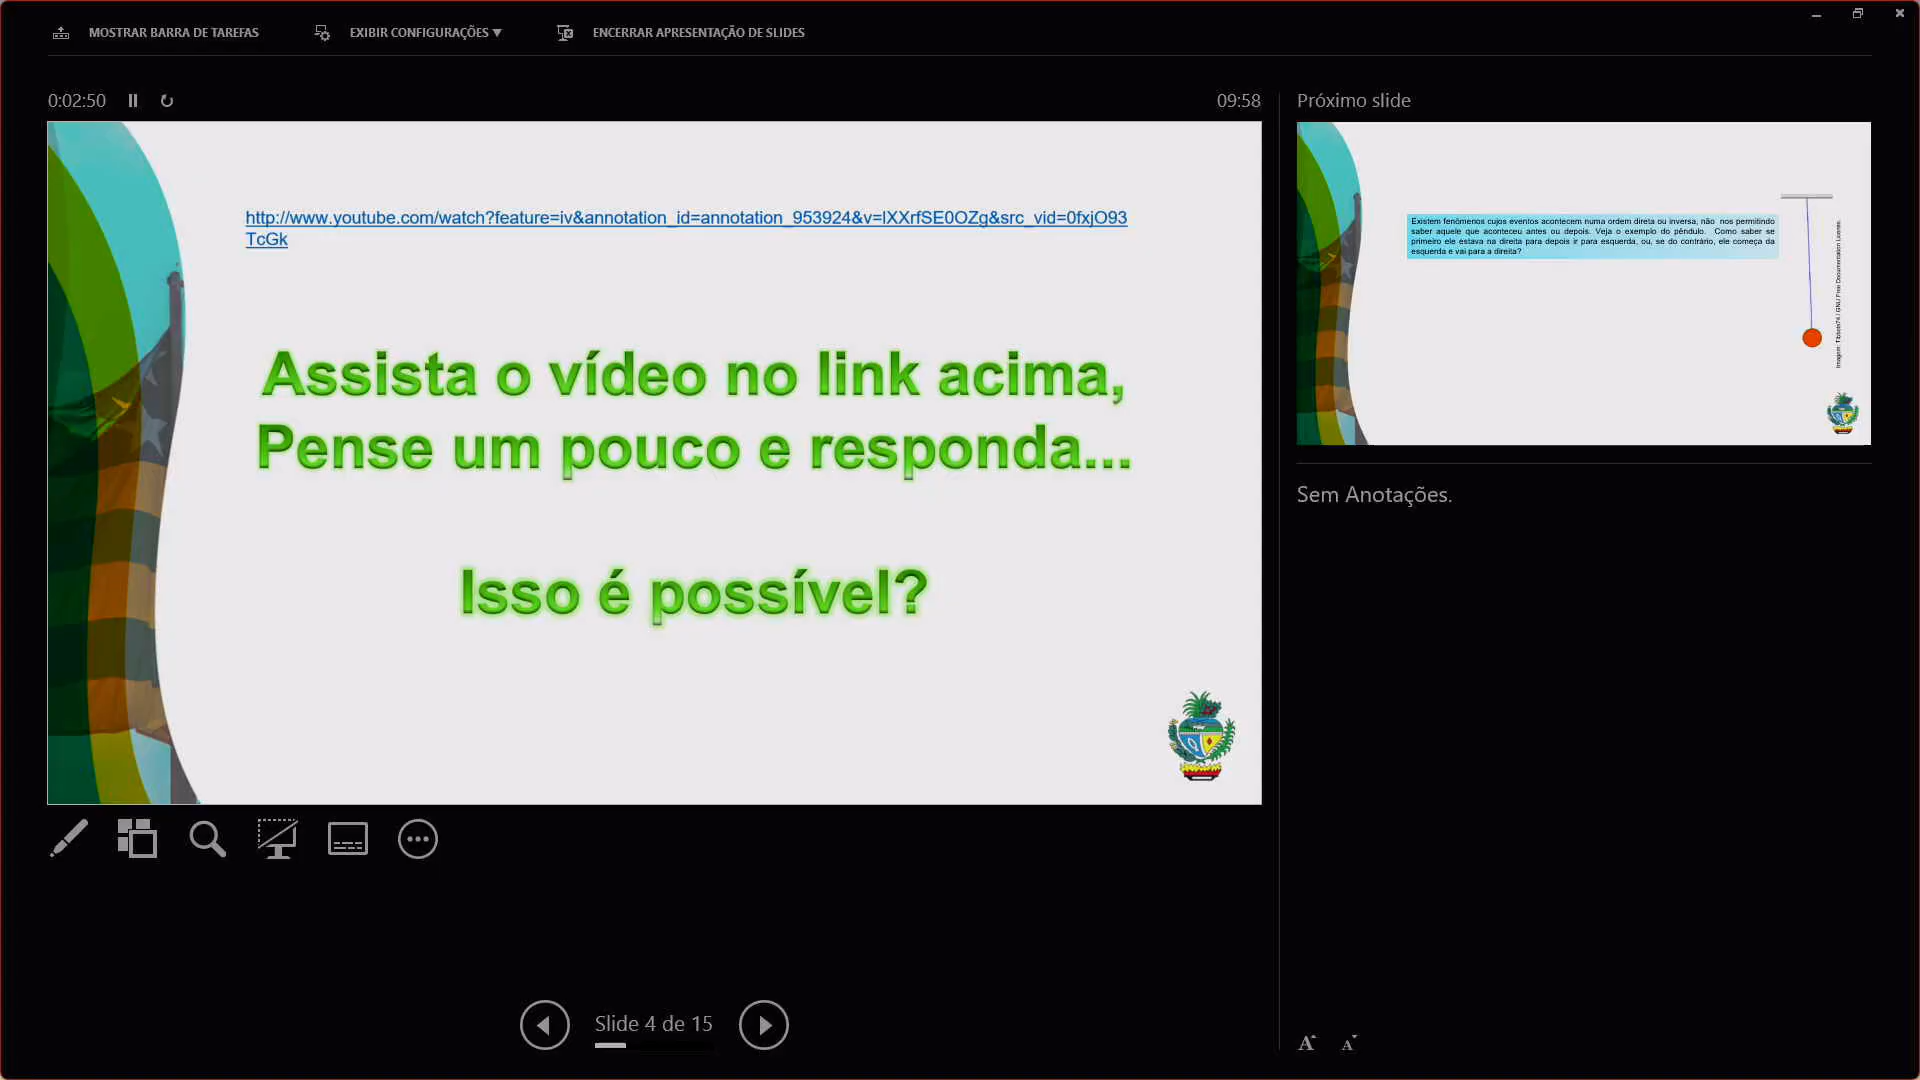 MOSTRAR BARRA DE TAREFAS
EXIBIR CONFIGURAÇÕES ▼
ENCERRAR APRESENTAÇÃO DE SLIDES
0:02:50
09:58
Próximo slide
http://www.youtube.com/watch?feature=iv&annotation_id=annotation_953924&v=lXXrfSE0OZg&src_vid=0fxjO93
TcGk
Assista o vídeo no link acima,
Pense um pouco e responda...
Isso é possível?
Existem fenômenos cujos eventos acontecem numa ordem direta ou inversa, não nos permitindo
saber aquele que aconteceu antes ou depois. Veja o exemplo do pêndulo. Como saber se
primeiro ele estava na direita para depois ir para esquerda, ou, se do contrário, ele começa da
esquerda e vai para a direita?
Sem Anotações.
Slide 4 de 15
A
A